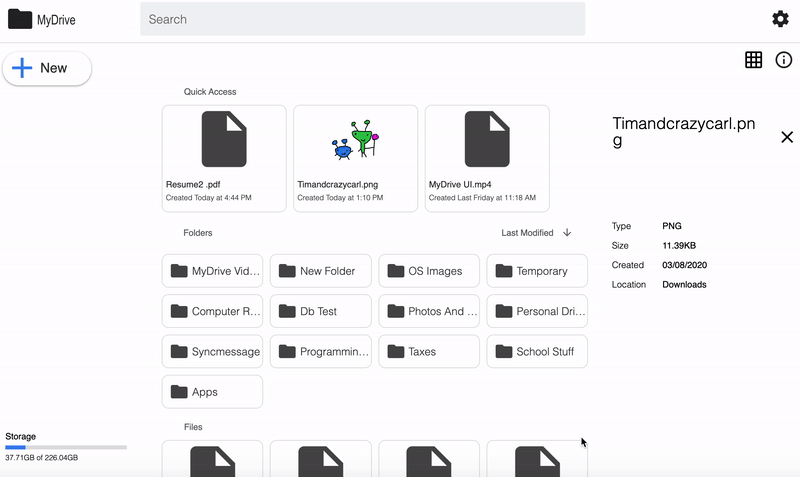 MyDrive
Search
New
Quick Access
Resume2 .pdf
Created Today at 4:44 PM
Timandcrazycarl.png
Created Today at 1:10 PM
MyDrive UI.mp4
Created Last Friday at 11:18 AM
Timandcrazycarl.pn
g
Type PNG
Size 11.39KB
Created 03/08/2020
Location Downloads
Folders
Last Modified
MyDrive Vid...
New Folder
OS Images
Temporary
Computer R...
Db Test
Photos And ...
Personal Dri...
Syncmessage
Programmin...
Taxes
School Stuff
Apps
Files
Storage
37.71GB of 226.04GB